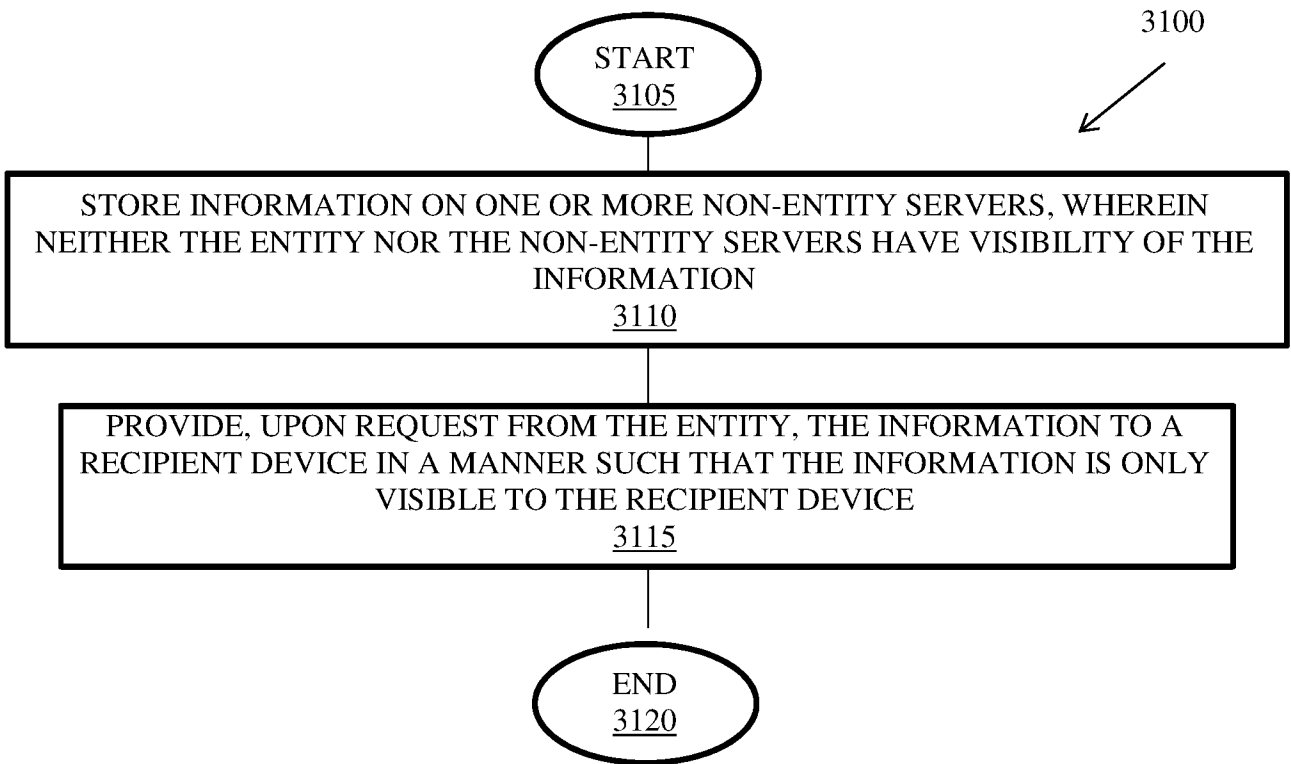 3100
START
3105
STORE INFORMATION ON ONE OR MORE NON-ENTITY SERVERS, WHEREIN
NEITHER THE ENTITY NOR THE NON-ENTITY SERVERS HAVE VISIBILITY OF THE
INFORMATION
3110
PROVIDE, UPON REQUEST FROM THE ENTITY, THE INFORMATION TO A
RECIPIENT DEVICE IN A MANNER SUCH THAT THE INFORMATION IS ONLY
VISIBLE TO THE RECIPIENT DEVICE
3115
END
3120